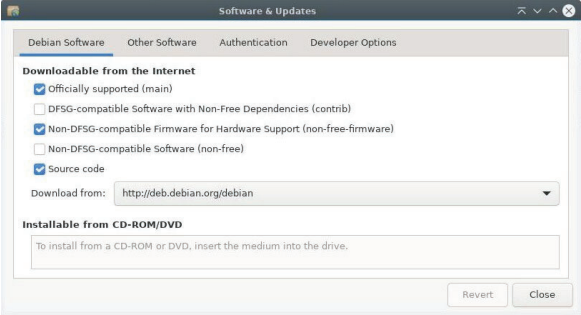 Software & Updates
Debian Software Other Software Authentication Developer Options
Downloadable from the Internet
Officially supported (main)
DFSG-compatible Software with Non-Free Dependencies (contrib)
Non-DFSG-compatible Firmware for Hardware Support (non-free-firmware)
Non-DFSG-compatible Software (non-free)
Source code
Download from: http://deb.debian.org/debian
Installable from CD-ROM/DVD
To install from a CD-ROM or DVD, insert the medium into the drive.
Revert Close